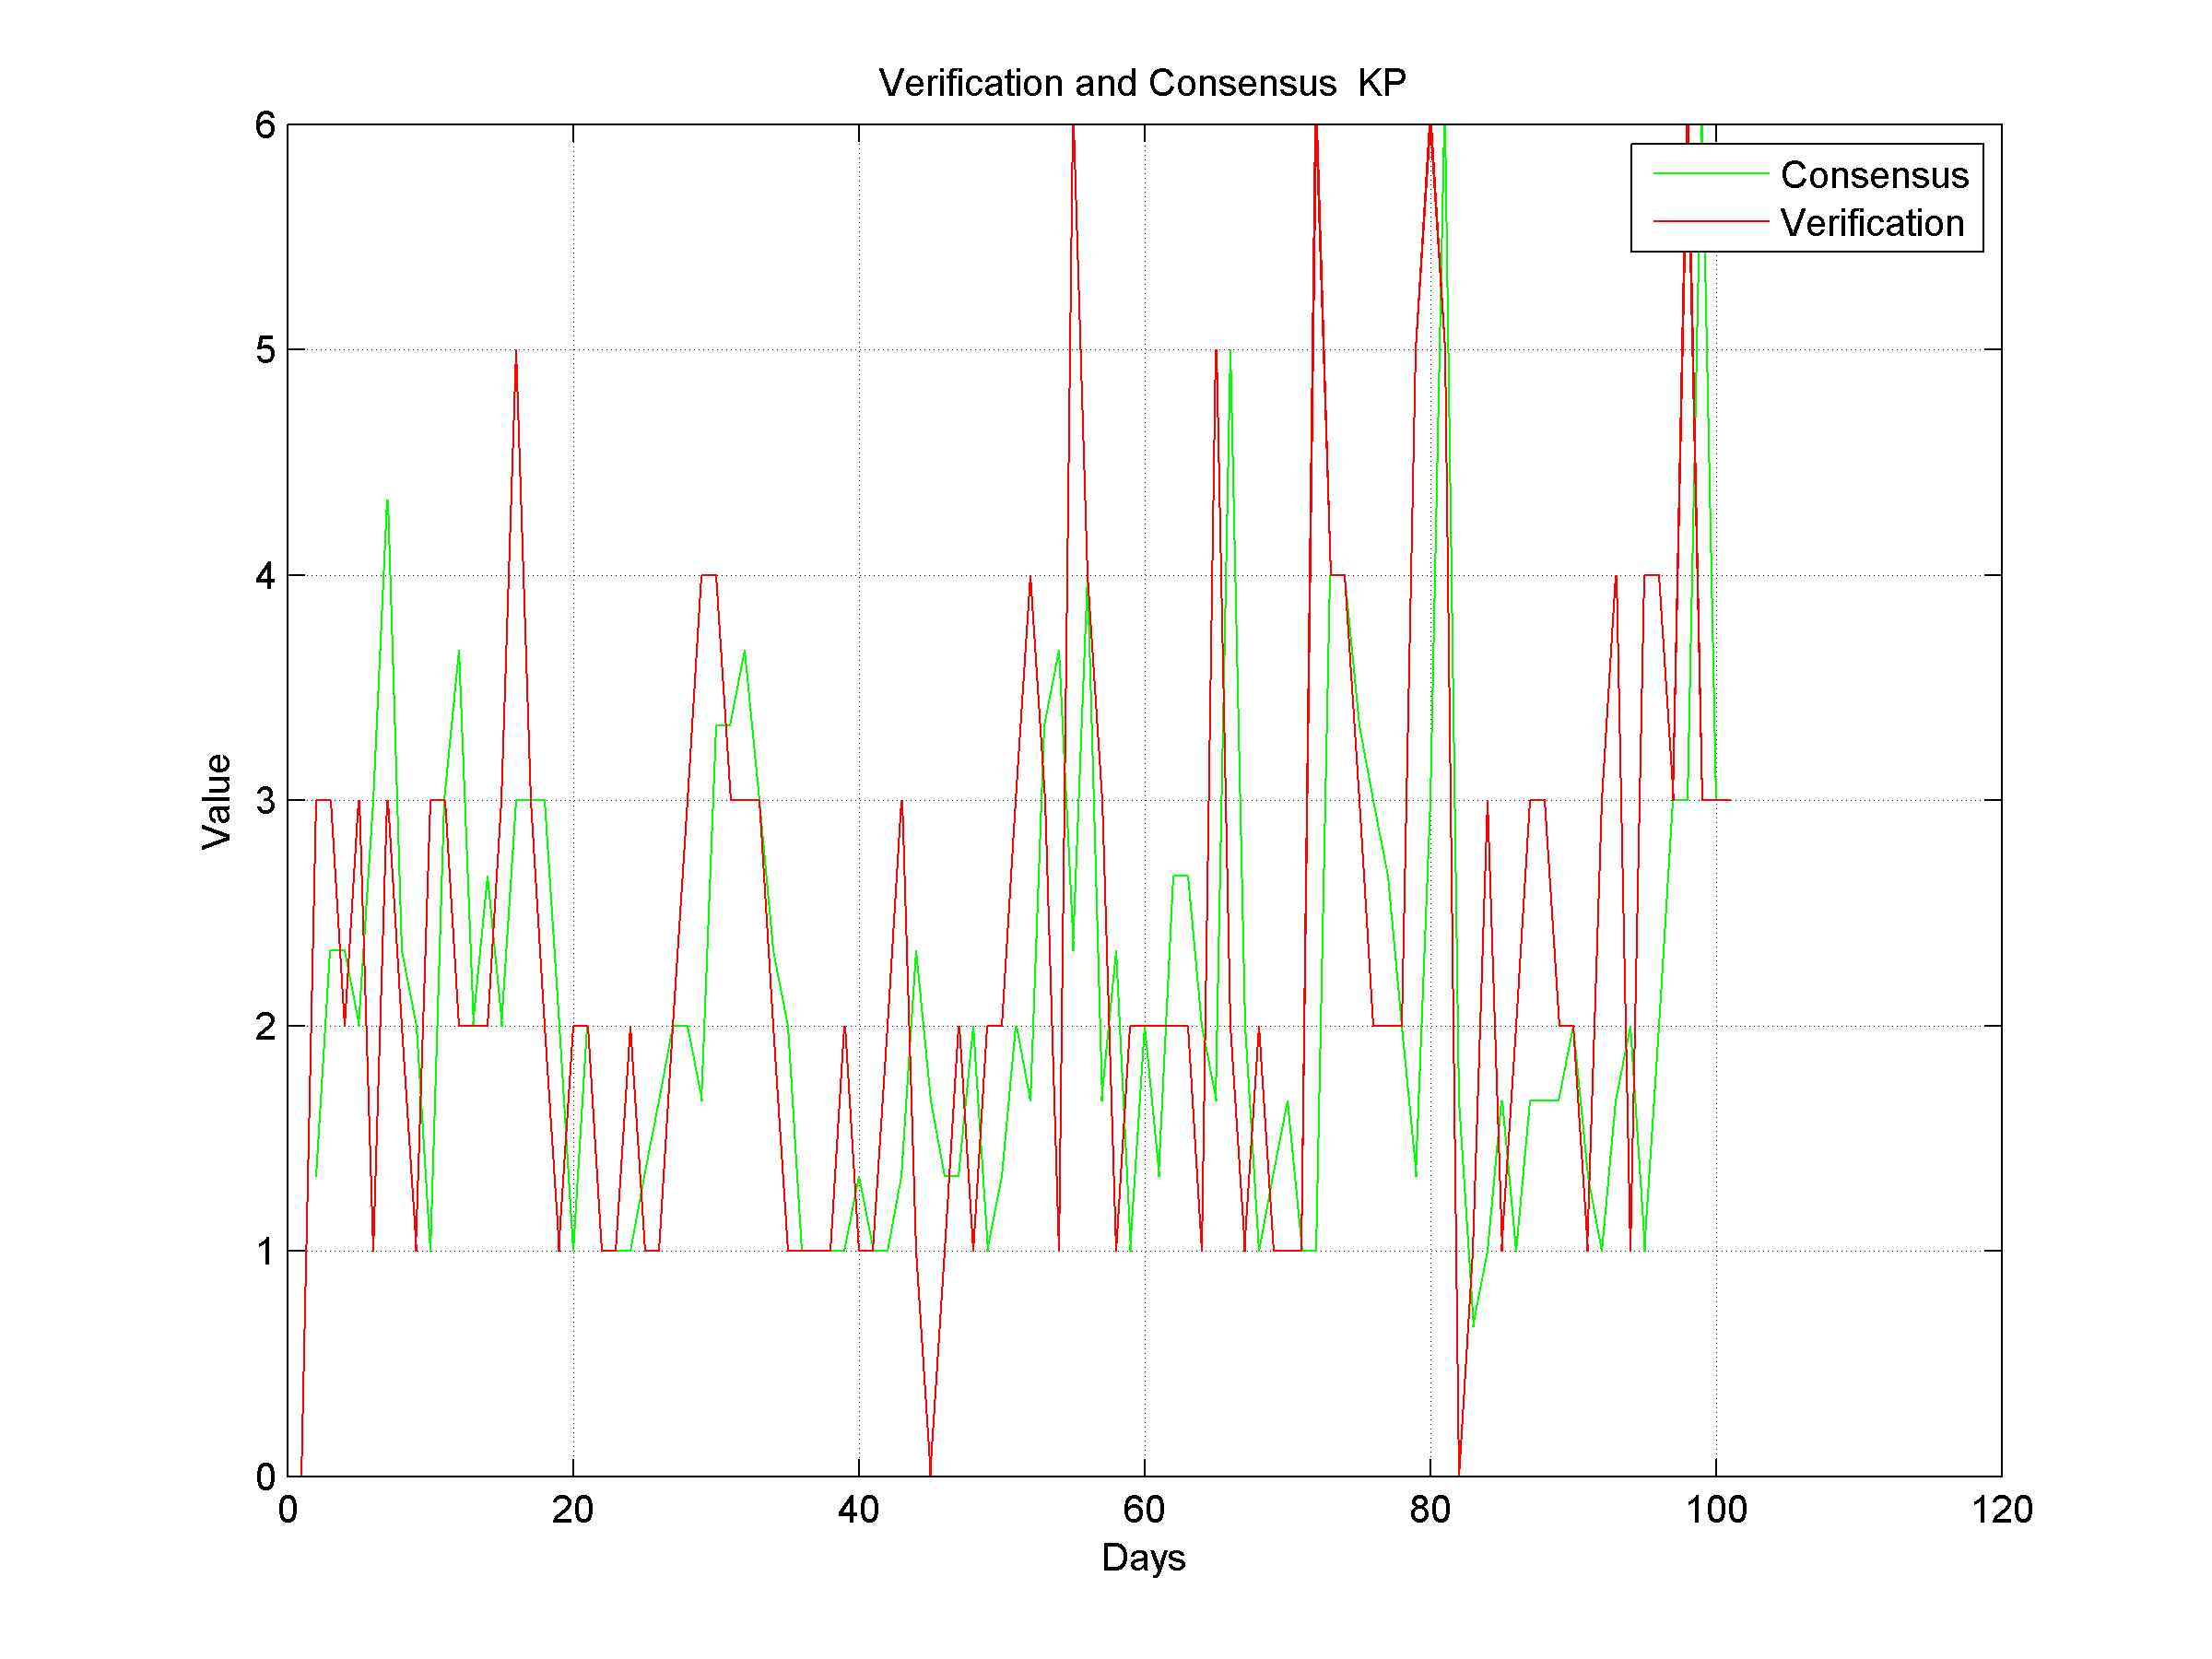 Verification and Consensus KP
Consensus
Verification
Value
6
5
4
3
2
1
0
0 20 40 60 80 100 120
Days